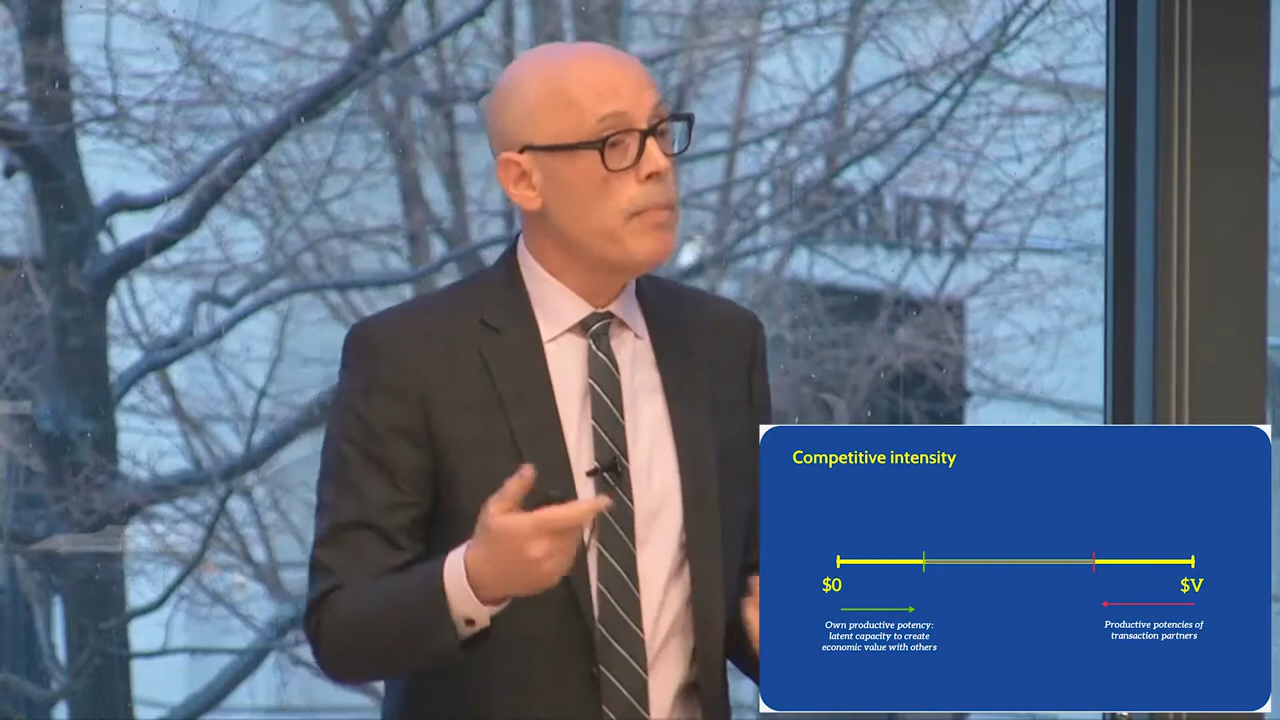 Competitive intensity
$0
$V
Own productive potency:
latent capacity to create
economic value with others
Productive potencies of
transaction partners